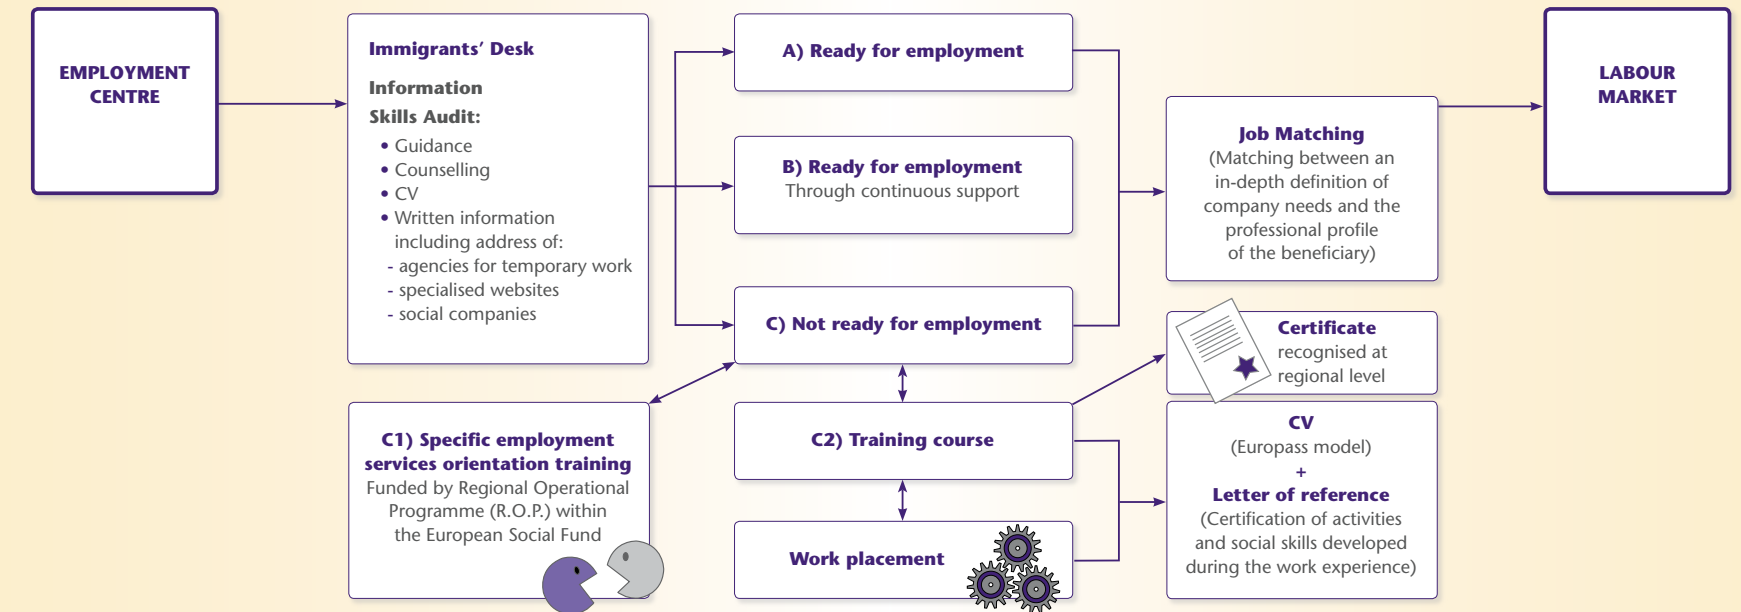 EMPLOYMENT
CENTRE
Immigrants’ Desk
Information
Skills Audit:
• Guidance
• Counselling
• CV
• Written information
including address of:
- agencies for temporary work
- specialised websites
- social companies
A) Ready for employment
B) Ready for employment
Through continuous support
C) Not ready for employment
C1) Specific employment
services orientation training
Funded by Regional Operational
Programme (R.O.P.) within
the European Social Fund
C2) Training course
Work placement
Job Matching
(Matching between an
in-depth definition of
company needs and the
professional profile
of the beneficiary)
Certificate
recognised at
regional level
CV
(Europass model)
+
Letter of reference
(Certification of activities
and social skills developed
during the work experience)
LABOUR
MARKET